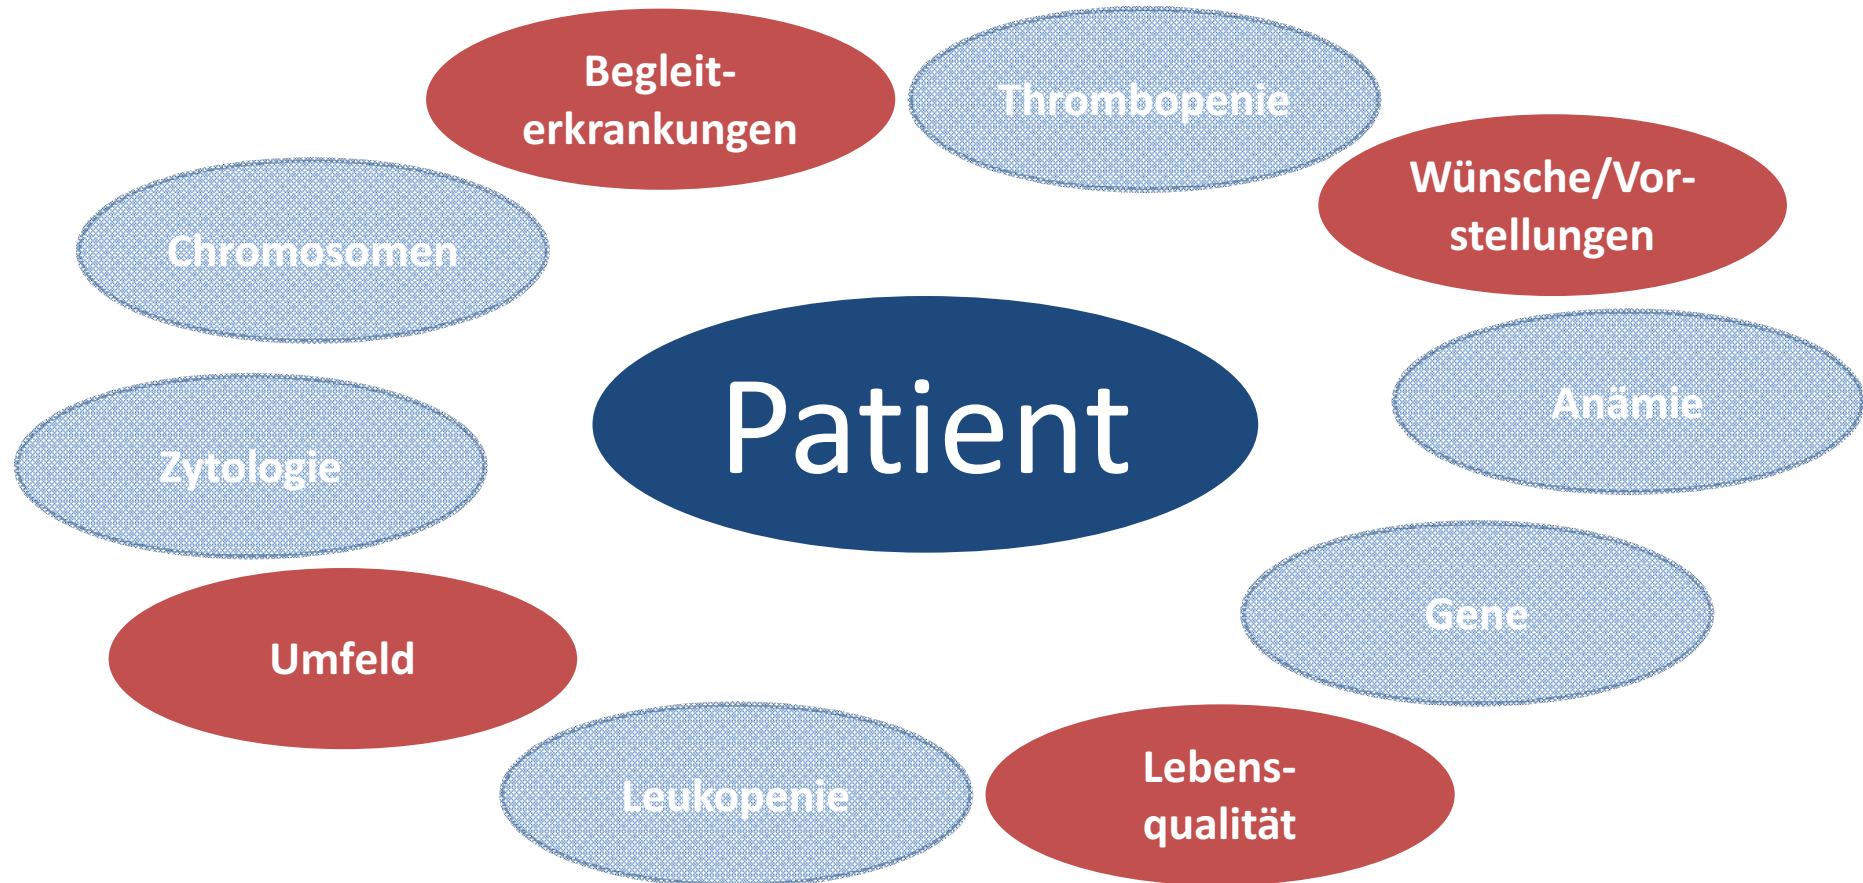 Begleit-
erkrankungen
Thrombopenie
Wünsche/Vor-
stellungen
Chromosomen
Patient
Anämie
Zytologie
Gene
Umfeld
Leukopenie
Lebens-
qualität